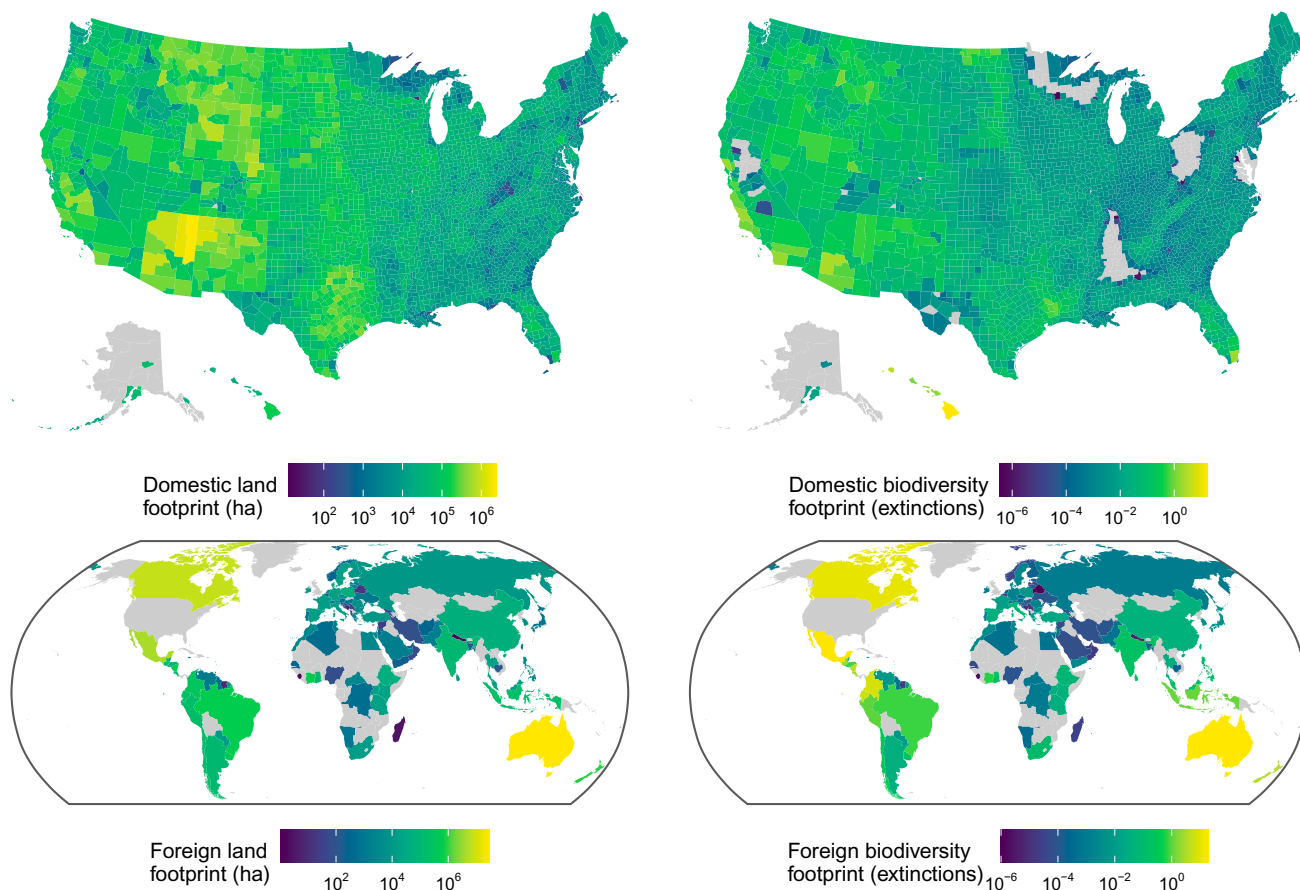 Domestic land
footprint (ha)
10² 10³ 10⁴ 10⁵ 10⁶
Domestic biodiversity
footprint (extinctions)
10⁻⁶ 10⁻⁴ 10⁻² 10⁰
Foreign land
footprint (ha)
10² 10⁴ 10⁶
Foreign biodiversity
footprint (extinctions)
10⁻⁶ 10⁻⁴ 10⁻² 10⁰